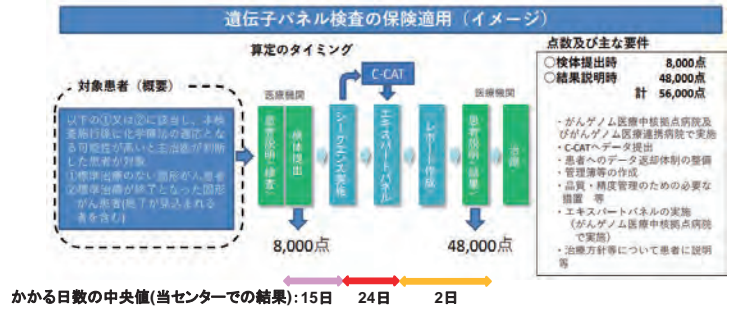 遺伝子パネル検査の保険適用（イメージ）
算定のタイミング
点数及び主な要件
対象患者（概要）
以下の①又は②に該当し、本検
査施行後に化学療法の適応とな
る可能性が高いと主治医が判断
した患者が対象
①標準治療のない固形がん患者
②標準治療が終了となった固形
がん患者(終了が見込まれる
者を含む)
医療機関
C-CAT
医療機関
患者説明（検査）
検体提出
シークエンス実施
エキスパートパネル
レポート作成
患者説明（結果）
治療
8,000点
48,000点
○検体提出時 8,000点
○結果説明時 48,000点
計 56,000点
・がんゲノム医療中核拠点病院及
びがんゲノム医療連携病院で実施
・C-CATへデータ提出
・患者へのデータ返却体制の整備
・管理簿等の作成
・品質・精度管理のための必要な
措置 等
・エキスパートパネルの実施
（がんゲノム医療中核拠点病院
で実施）
・治療方針等について患者に説明
等
かかる日数の中央値(当センターでの結果)：15日 24日 2日